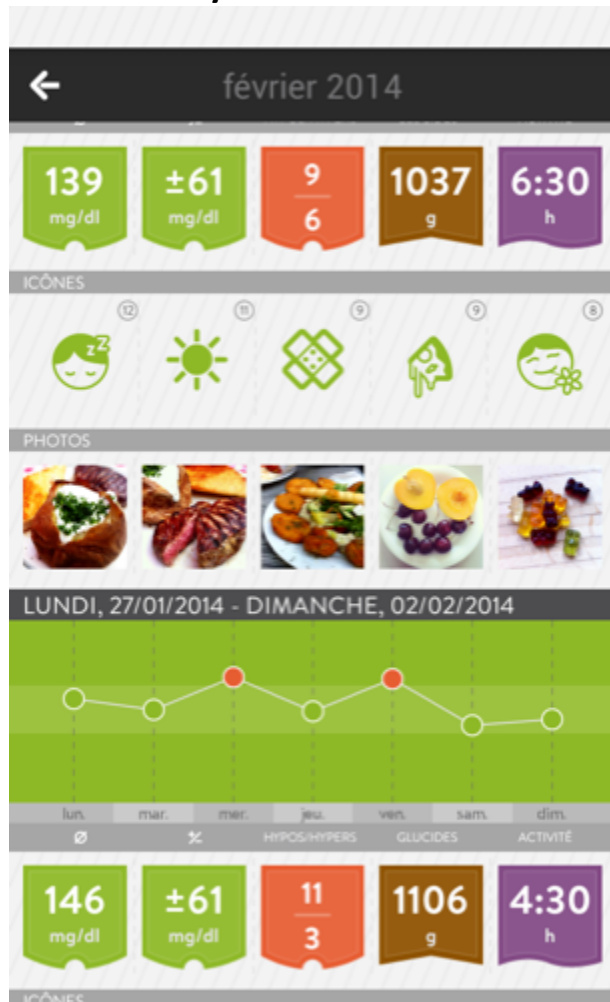 février 2014
139 ±61 9 1037 6:30
mg/dl mg/dl 6 g h
ICÔNES
12 11 9 9 8
zZ
PHOTOS
LUNDI, 27/01/2014 - DIMANCHE, 02/02/2014
lun. mar. mer. jeu. ven. sam. dim.
Ø HYPOS/HYPERS GLUCIDES ACTIVITÉ
146 ±61 11 1106 4:30
mg/dl mg/dl 3 g h
ICÔNES